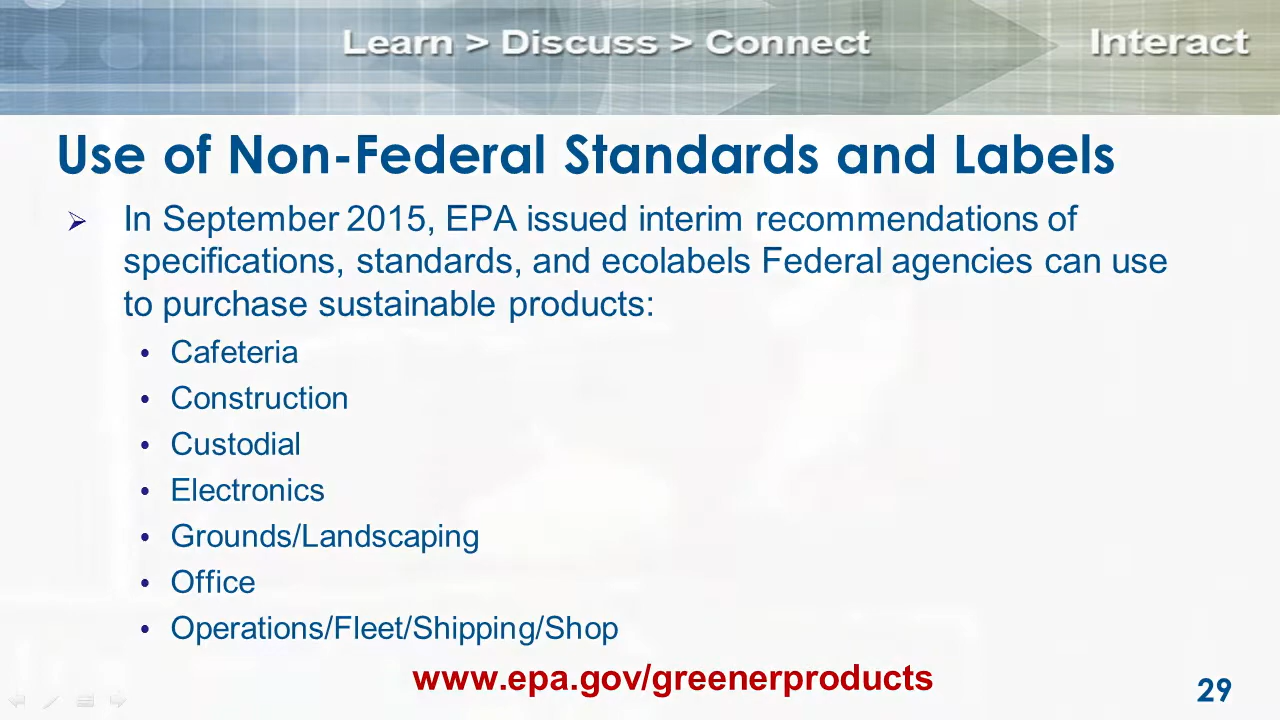 Learn > Discuss > Connect
Interact
Use of Non-Federal Standards and Labels
In September 2015, EPA issued interim recommendations of
specifications, standards, and ecolabels Federal agencies can use
to purchase sustainable products:
• Cafeteria
• Construction
• Custodial
• Electronics
• Grounds/Landscaping
• Office
• Operations/Fleet/Shipping/Shop
www.epa.gov/greenerproducts
29